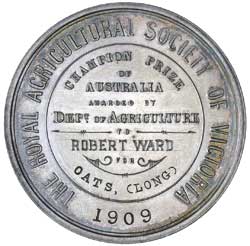 THE ROYAL AGRICULTURAL SOCIETY OF VICTORIA
CHAMPION PRIZE
OF
AUSTRALIA
AWARDED BY
DEPT. OF AGRICULTURE
TO
ROBERT WARD
FOR
OATS, (LONG)
1909